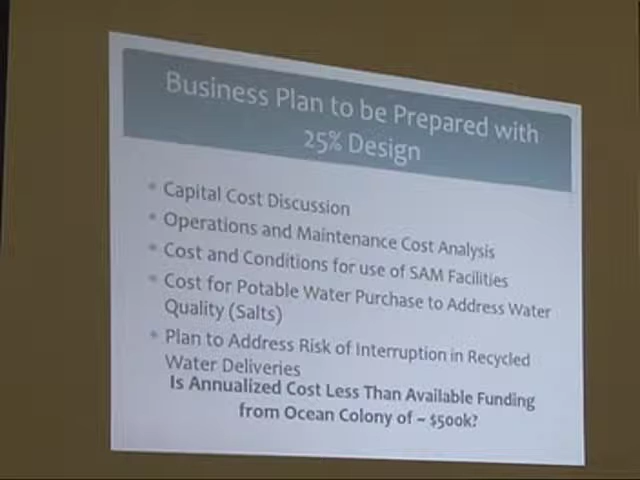 Business Plan to be Prepared with
25% Design
• Capital Cost Discussion
• Operations and Maintenance Cost Analysis
• Cost and Conditions for use of SAM Facilities
• Cost for Potable Water Purchase to Address Water
Quality (Salts)
• Plan to Address Risk of Interruption in Recycled
Water Deliveries
Is Annualized Cost Less Than Available Funding
from Ocean Colony of ~ $500k?